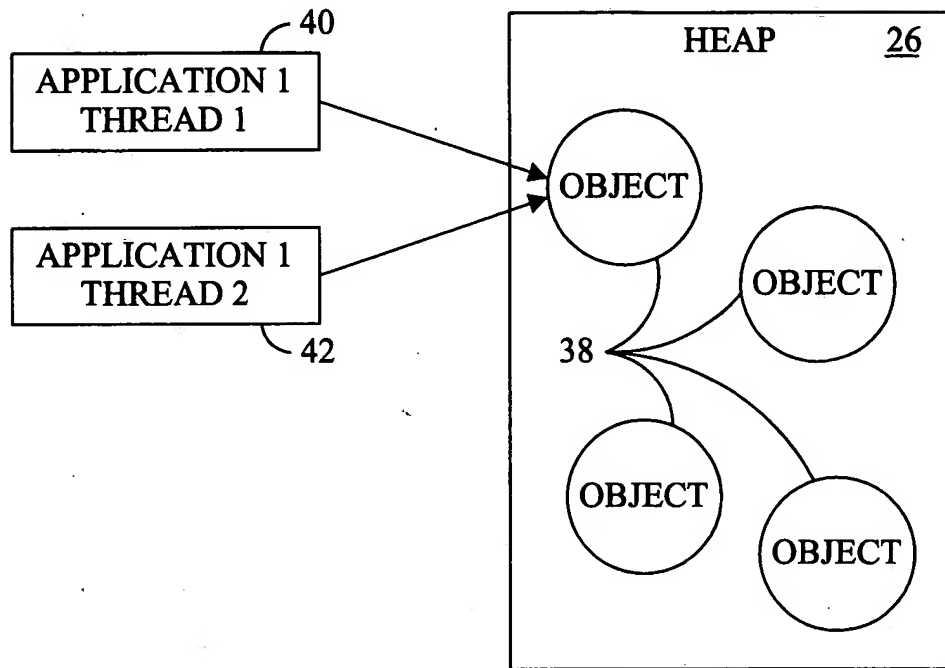 40
APPLICATION 1
THREAD 1
APPLICATION 1
THREAD 2
42
HEAP 26
OBJECT
OBJECT
38
OBJECT
OBJECT